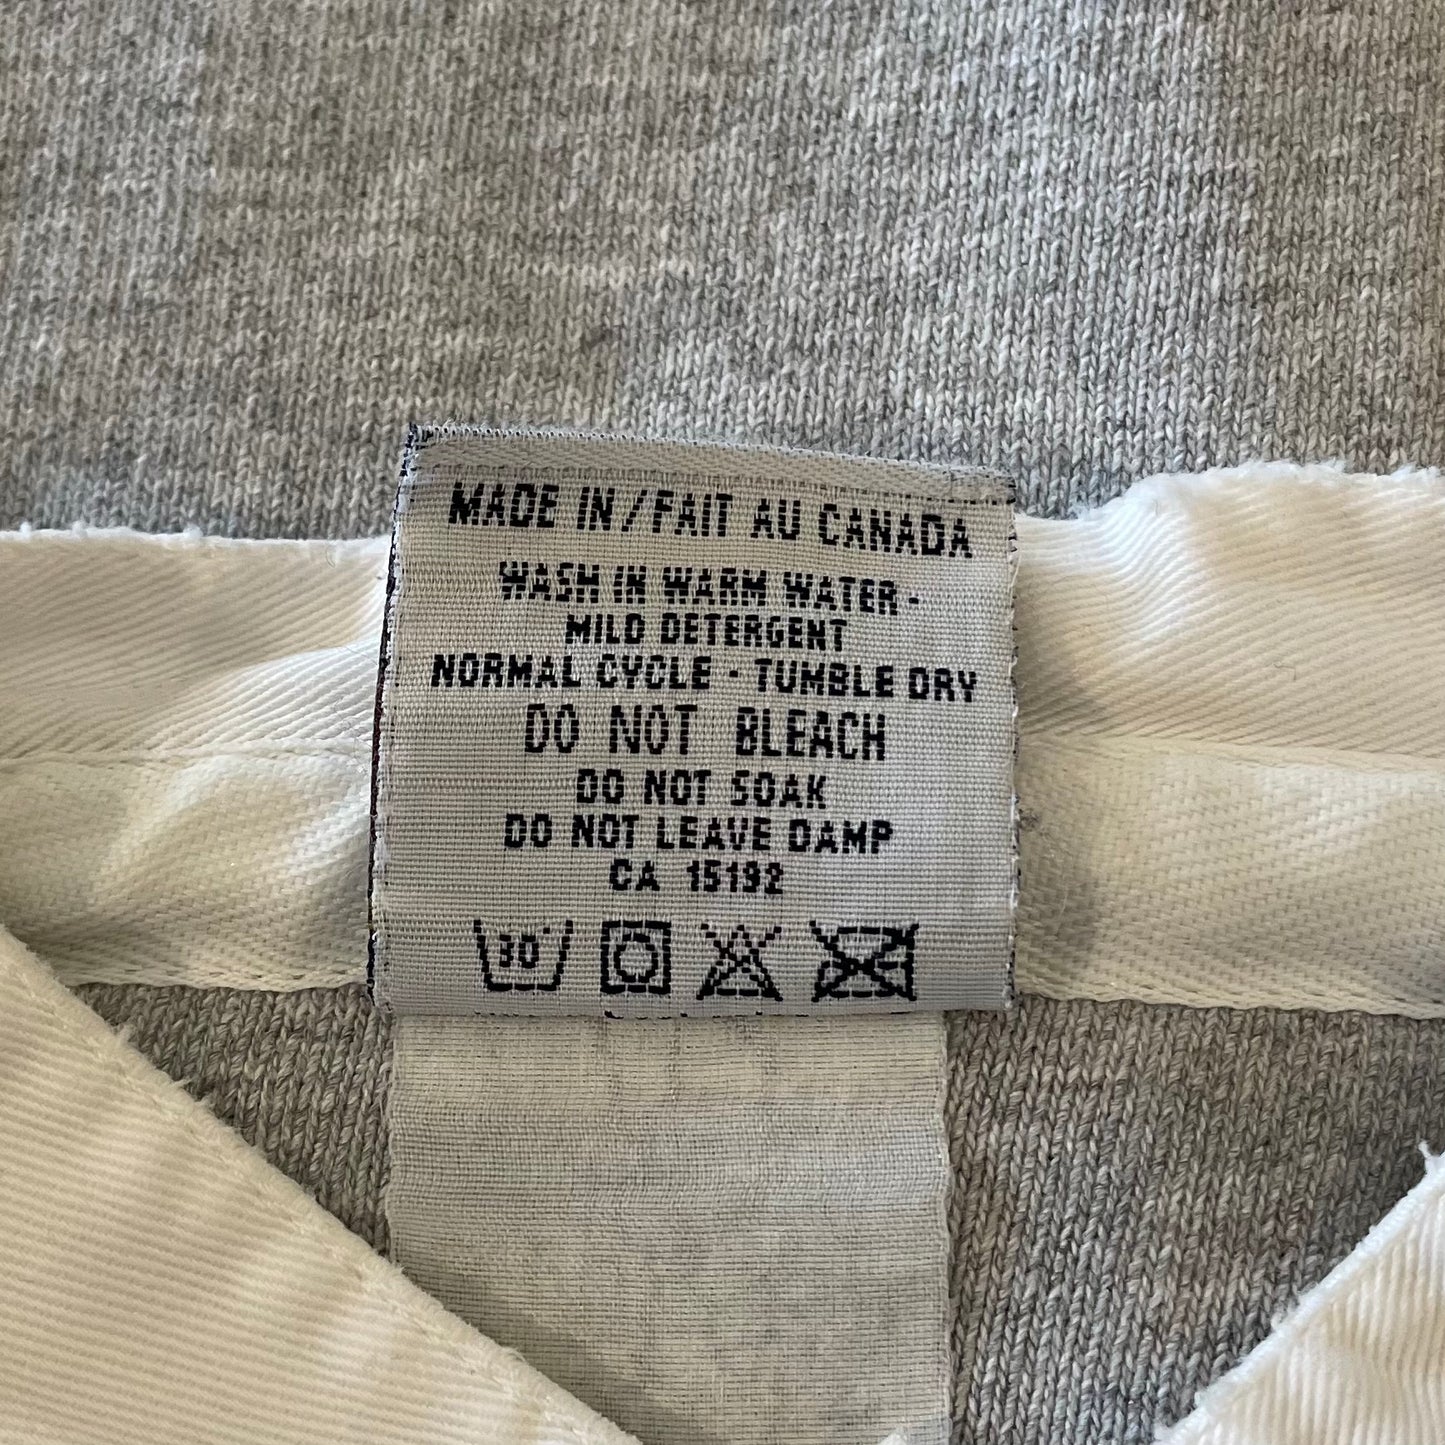 MADE IN/FAIT AU CANADA
WASH IN WARM WATER -
MILD DETERGENT
NORMAL CYCLE - TUMBLE DRY
DO NOT BLEACH
DO NOT SOAK
DO NOT LEAVE DAMP
CA 15192
30°